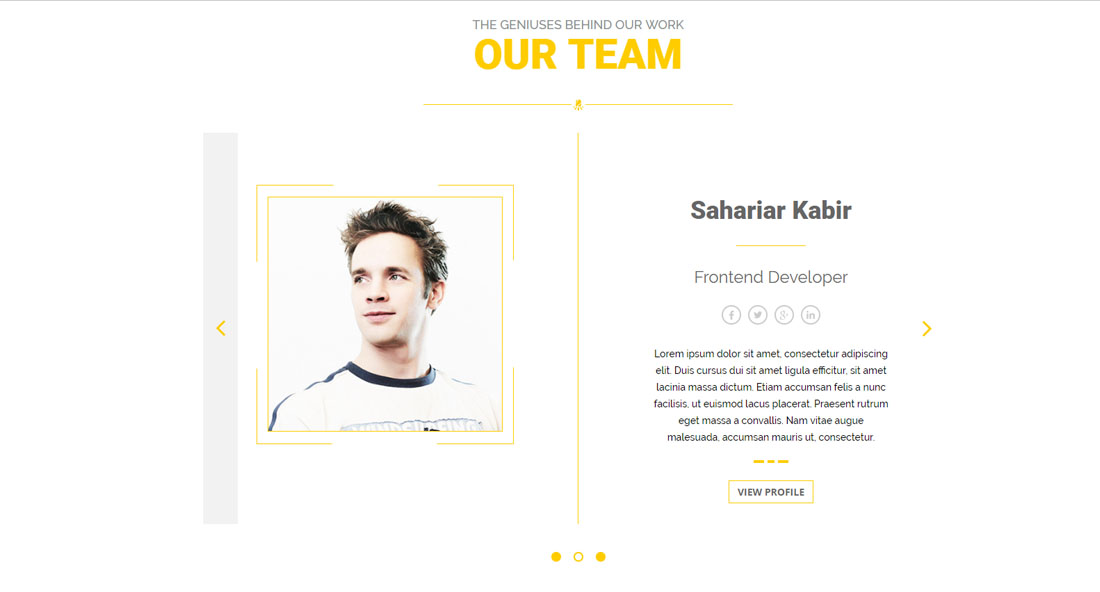 THE GENIUSES BEHIND OUR WORK
OUR TEAM
Sahariar Kabir
Frontend Developer
Lorem ipsum dolor sit amet, consectetur adipiscing
elit. Duis cursus dui sit amet ligula efficitur, sit amet
lacinia massa dictum. Etiam accumsan felis a nunc
facilisis, ut euismod lacus placerat. Praesent rutrum
eget massa a convallis. Nam vitae augue
malesuada, accumsan mauris ut, consectetur.
VIEW PROFILE